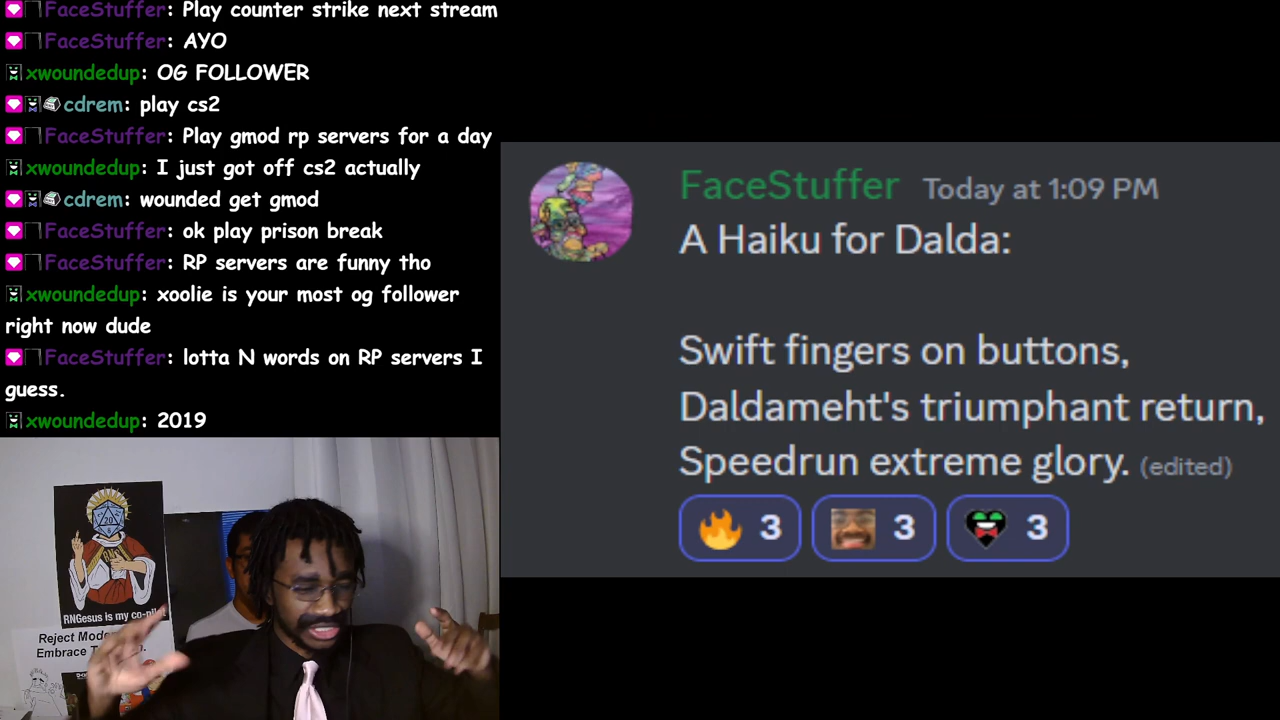 FaceStuffer: Play counter strike next stream
FaceStuffer: AYO
xwoundedup: OG FOLLOWER
cdrem: play cs2
FaceStuffer: Play gmod rp servers for a day
xwoundedup: I just got off cs2 actually
cdrem: wounded get gmod
FaceStuffer: ok play prison break
FaceStuffer: RP servers are funny tho
xwoundedup: xoolie is your most og follower
right now dude
FaceStuffer: lotta N words on RP servers I
guess.
xwoundedup: 2019
FaceStuffer Today at 1:09 PM
A Haiku for Dalda:
Swift fingers on buttons,
Daldameht's triumphant return,
Speedrun extreme glory. (edited)
3 3 3
20
RNGesus is my co-pilot
Reject
Embrace